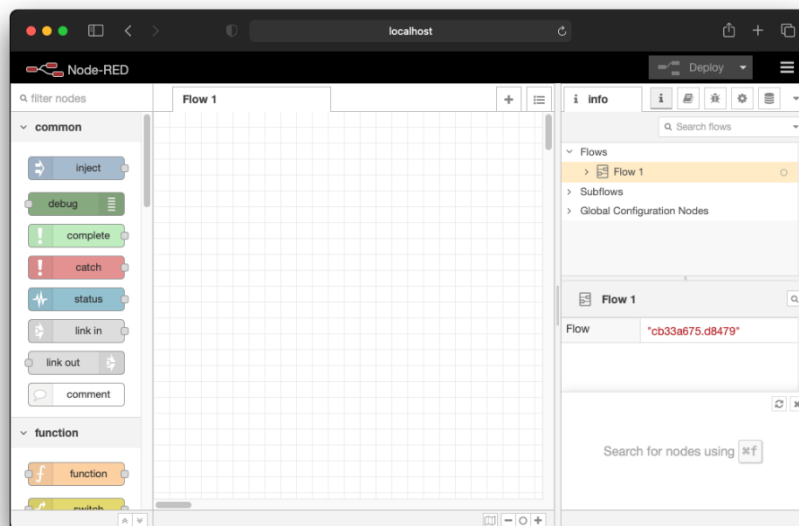 localhost
Node-RED
Deploy
filter nodes
Flow 1
info
common
Search flows
inject
debug
complete
catch
status
link in
link out
comment
function
function
switch
Flows
Flow 1
Subflows
Global Configuration Nodes
Flow 1
Flow
"cb33a675.d8479"
Search for nodes using ⌘f